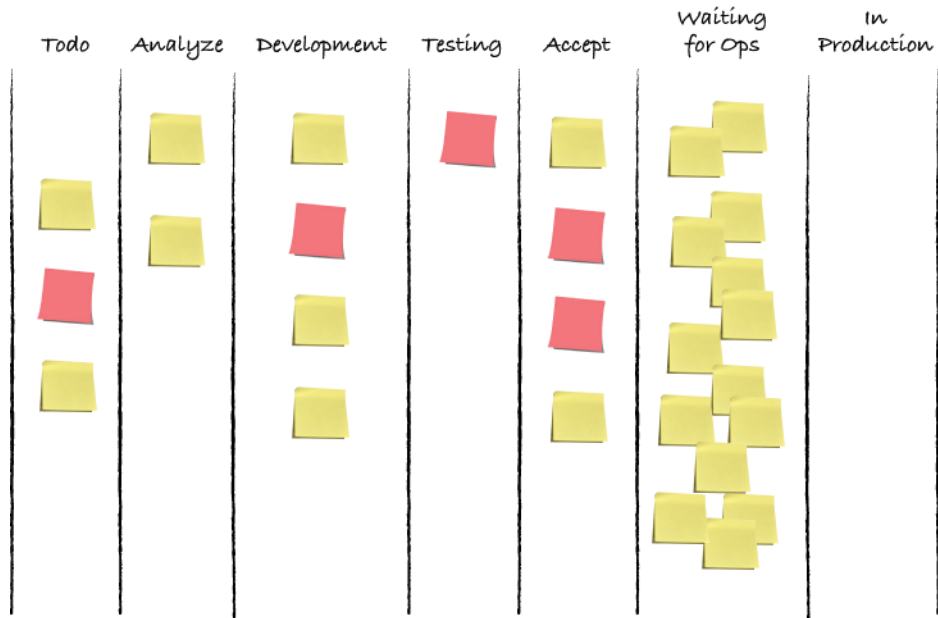 Todo
Analyze
Development
Testing
Accept
Waiting
for Ops
In
Production